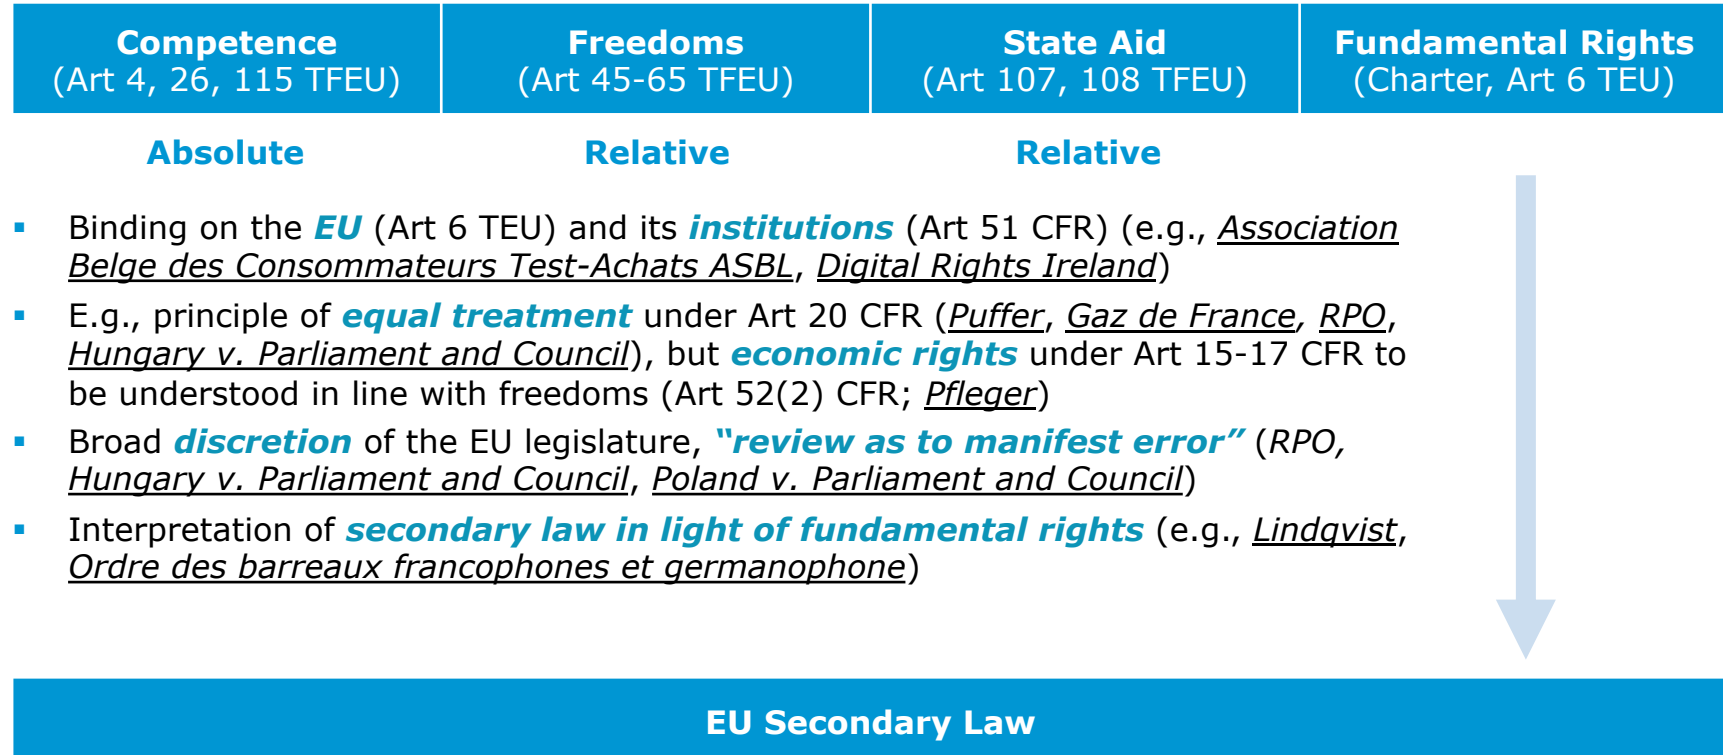 Competence
(Art 4, 26, 115 TFEU)
Freedoms
(Art 45-65 TFEU)
State Aid
(Art 107, 108 TFEU)
Fundamental Rights
(Charter, Art 6 TEU)
Absolute
Relative
Relative
▪ Binding on the EU (Art 6 TEU) and its institutions (Art 51 CFR) (e.g., Association
Belge des Consommateurs Test-Achats ASBL, Digital Rights Ireland)
▪ E.g., principle of equal treatment under Art 20 CFR (Puffer, Gaz de France, RPO,
Hungary v. Parliament and Council), but economic rights under Art 15-17 CFR to
be understood in line with freedoms (Art 52(2) CFR; Pfleger)
▪ Broad discretion of the EU legislature, “review as to manifest error” (RPO,
Hungary v. Parliament and Council, Poland v. Parliament and Council)
▪ Interpretation of secondary law in light of fundamental rights (e.g., Lindqvist,
Ordre des barreaux francophones et germanophone)
EU Secondary Law